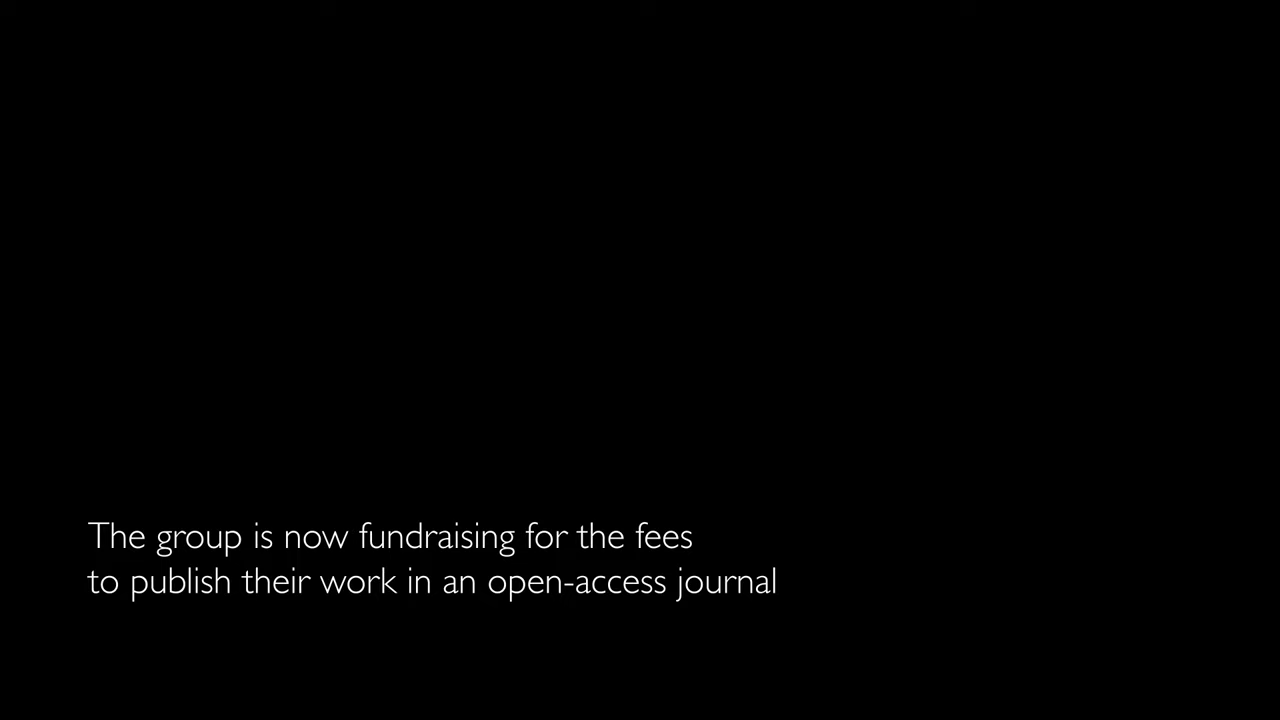 The group is now fundraising for the fees
to publish their work in an open-access journal